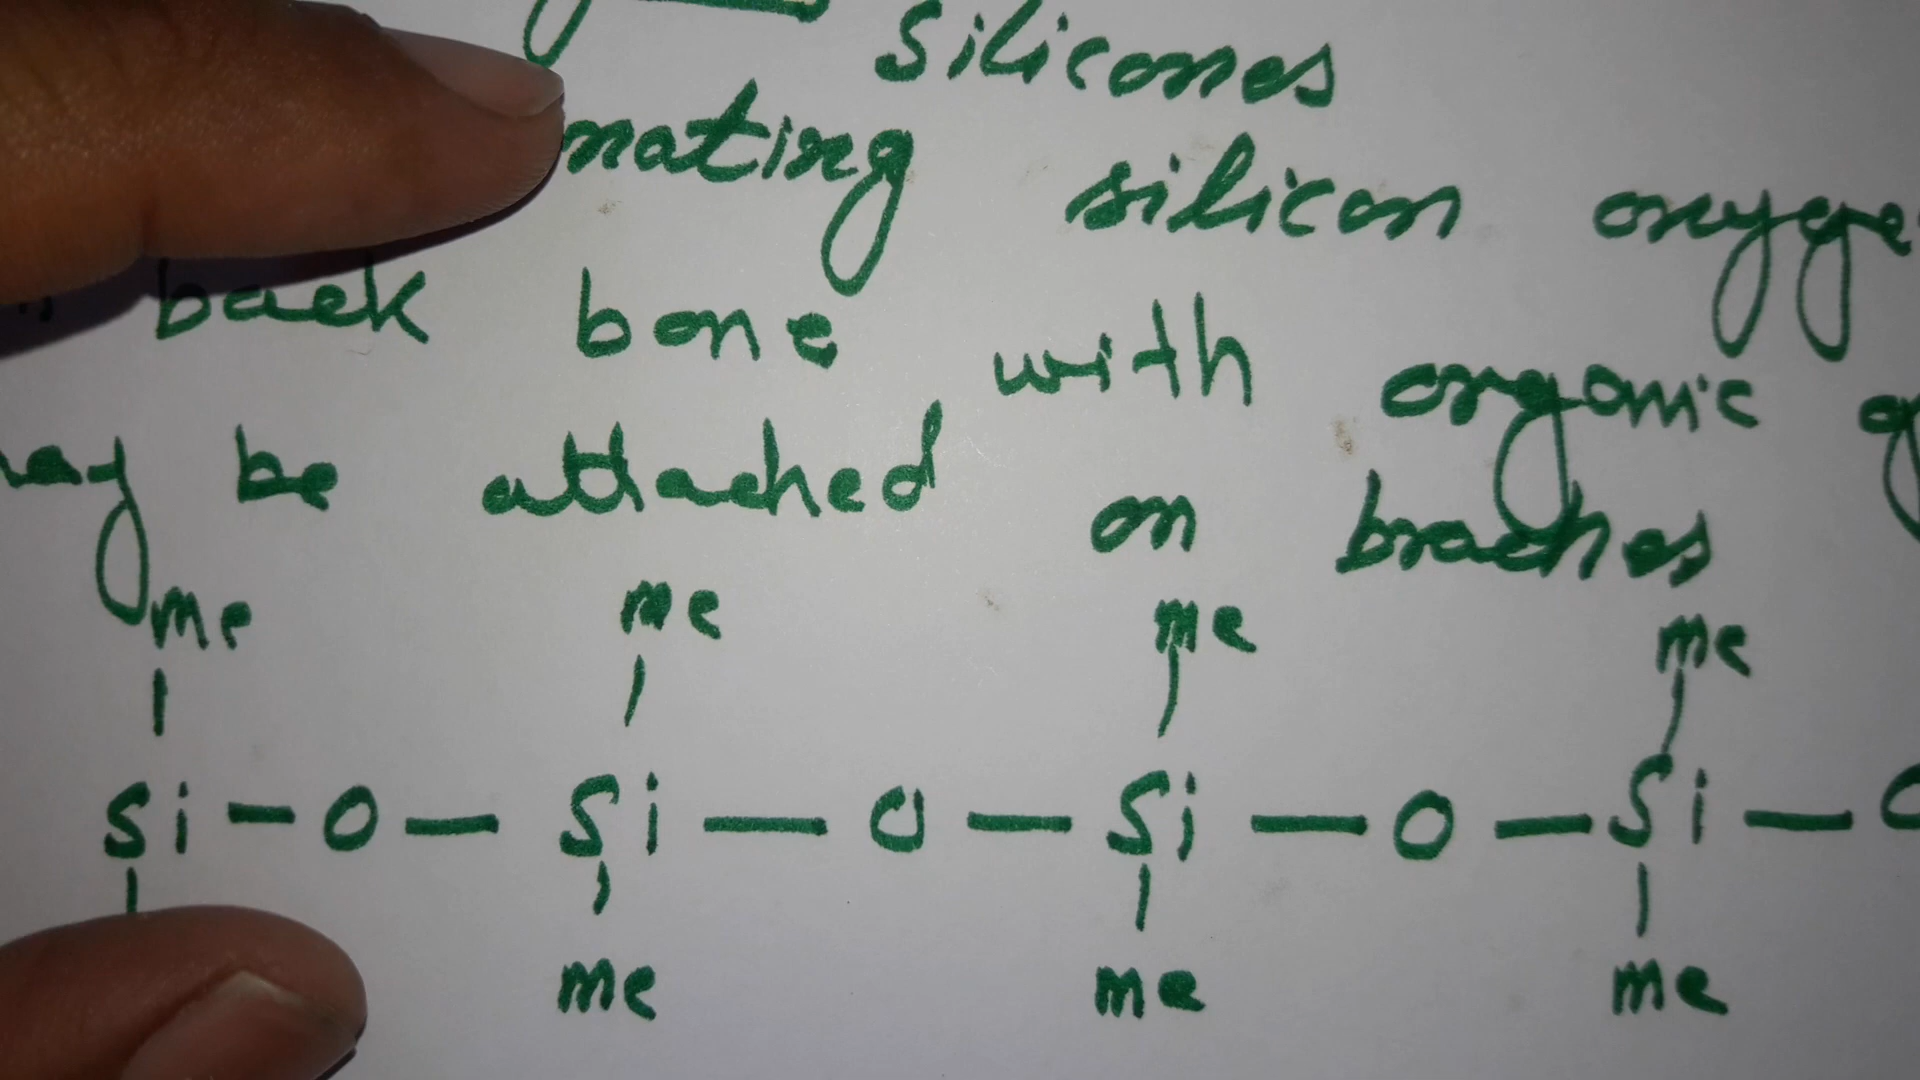 Silicones
nating silicon oxyge
back bone with organic g
may be attached on braches
me me me me
Si - O - Si - O - Si - O - Si - O
me me me